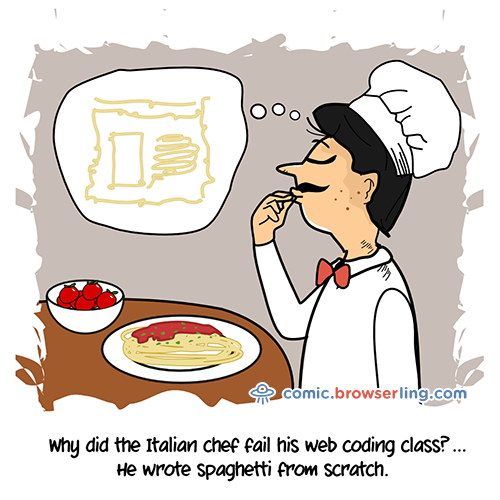 comic.browserling.com
Why did the Italian chef fail his web coding class?...
He wrote spaghetti from scratch.